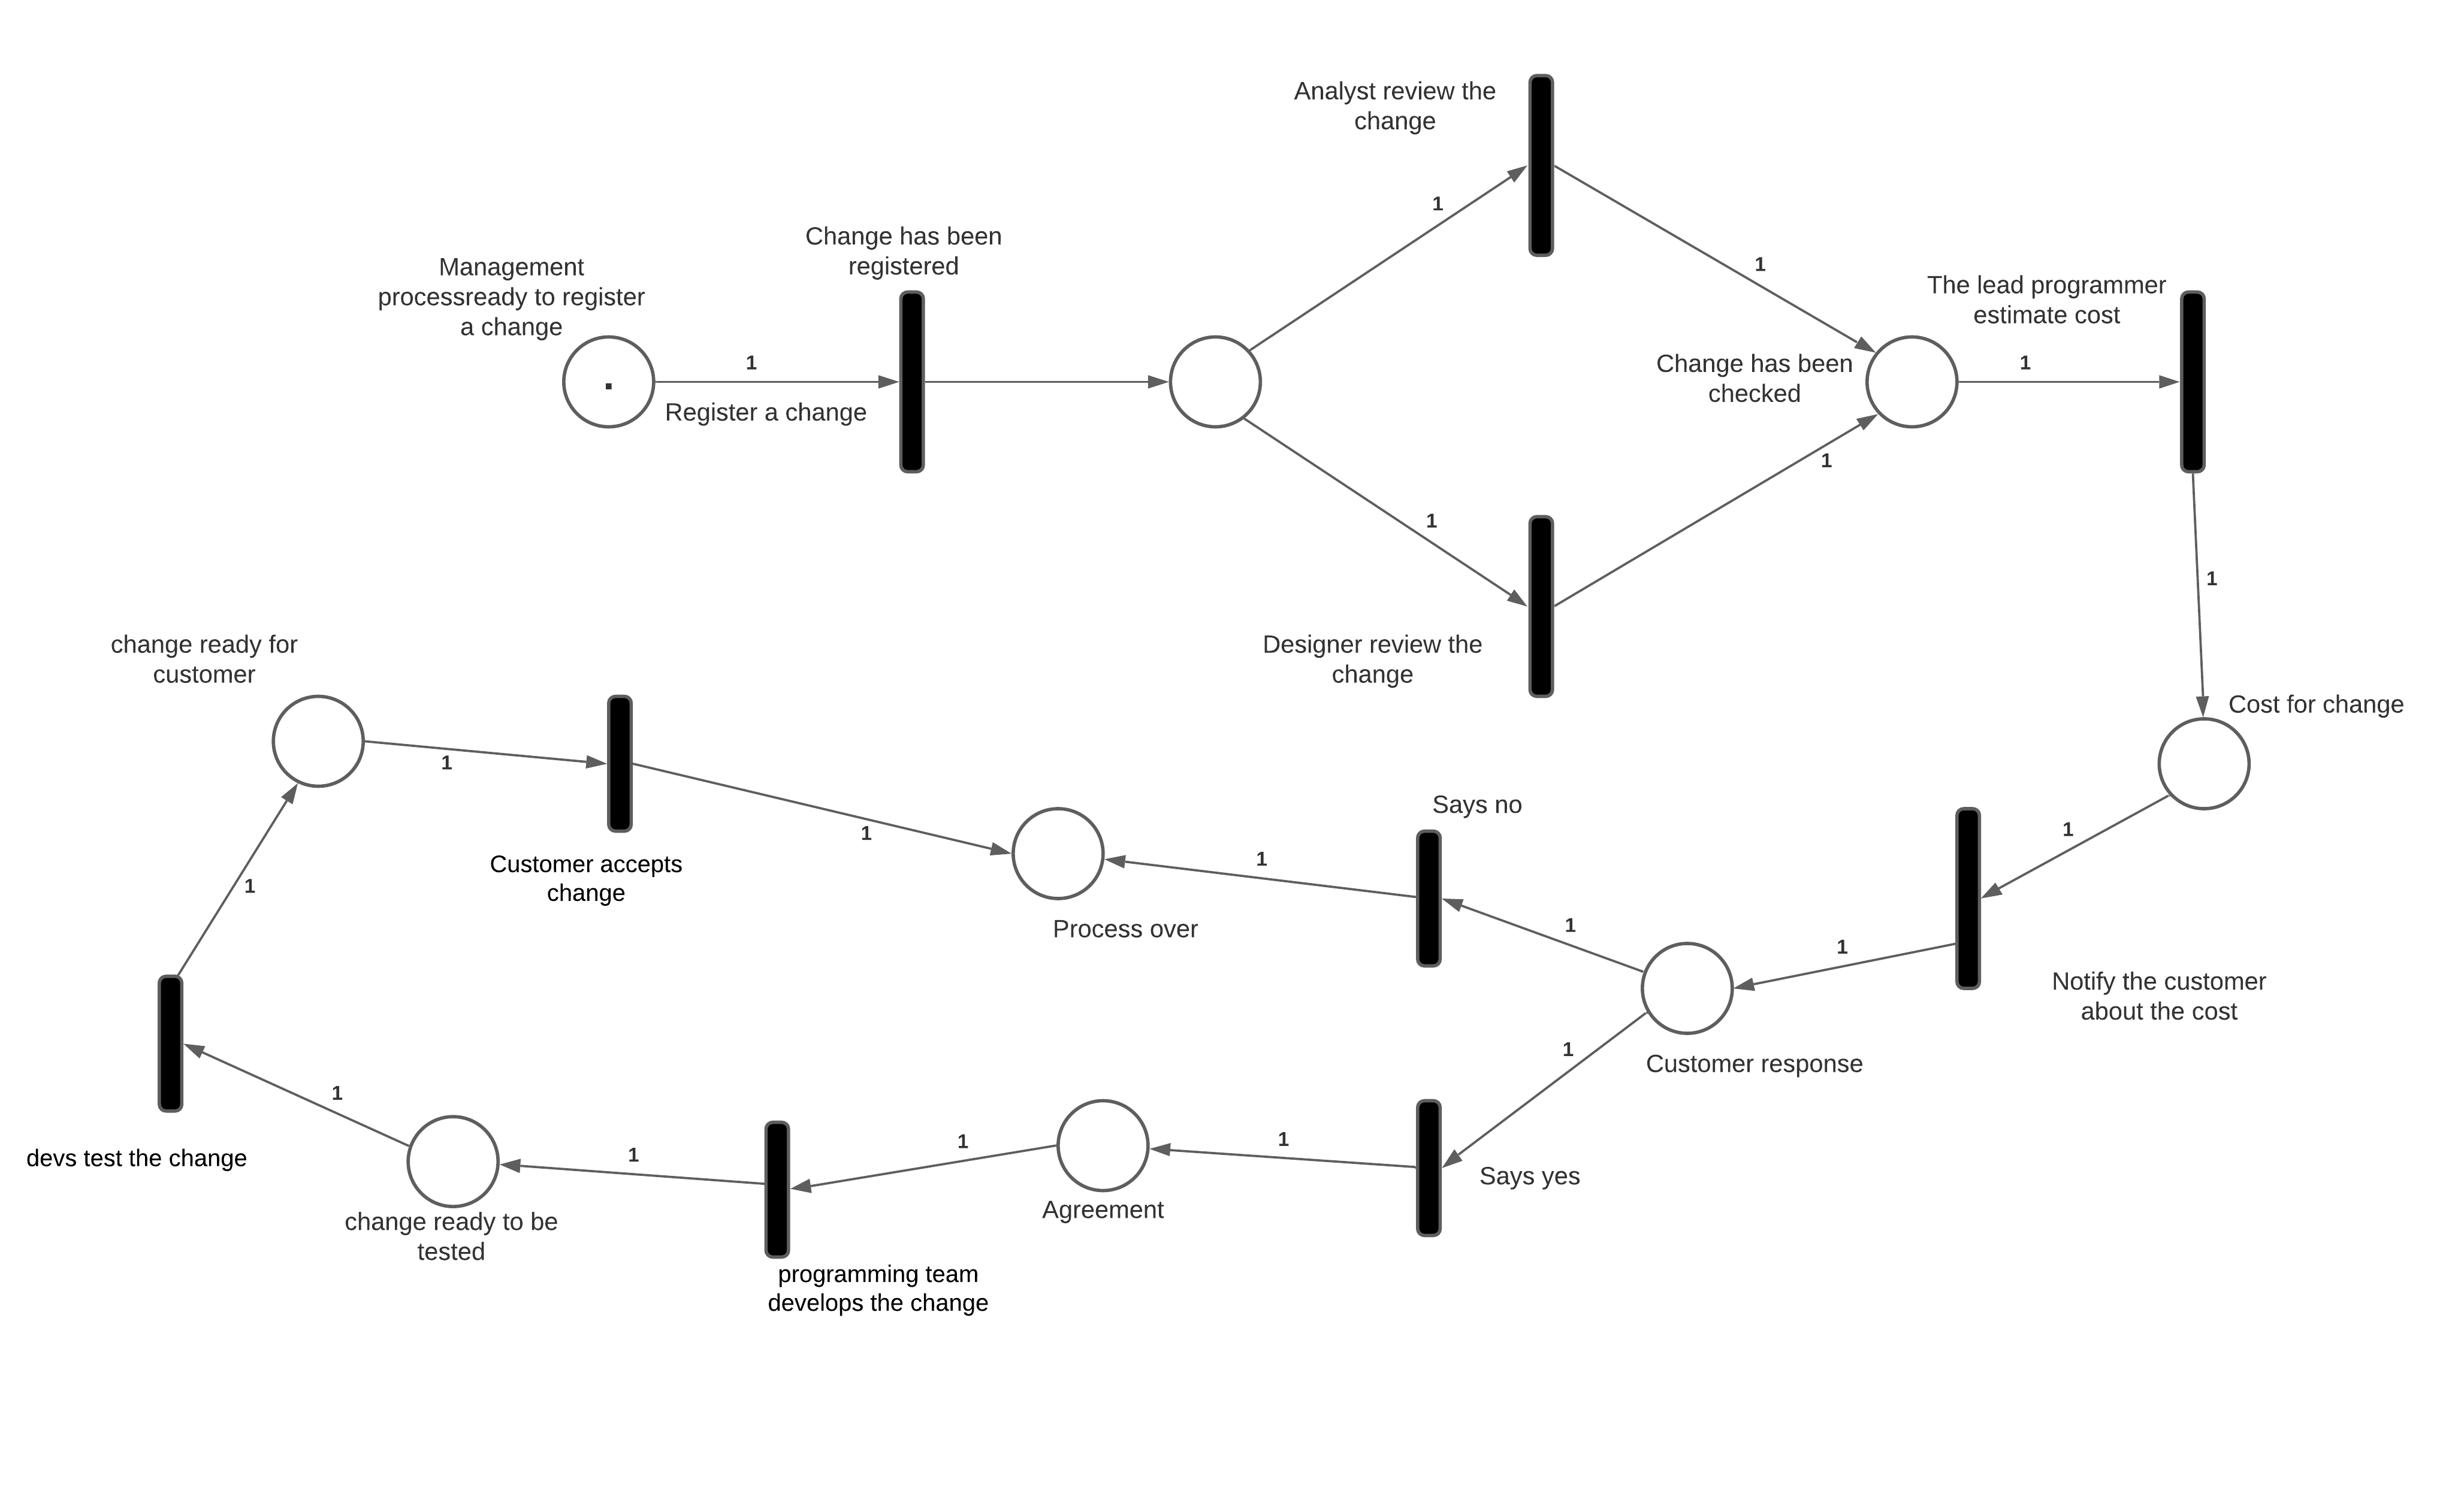 Analyst review the
change
1
Change has been
registered
Management
processready to register
a change
.
1
Register a change
1
The lead programmer
estimate cost
Change has been
checked
1
1
1
1
Designer review the
change
change ready for
customer
Cost for change
1
1
1
Customer accepts
change
Process over
1
Says no
1
1
Notify the customer
about the cost
1
Customer response
1
1
Says yes
1
Agreement
1
programming team
develops the change
1
change ready to be
tested
1
devs test the change
1